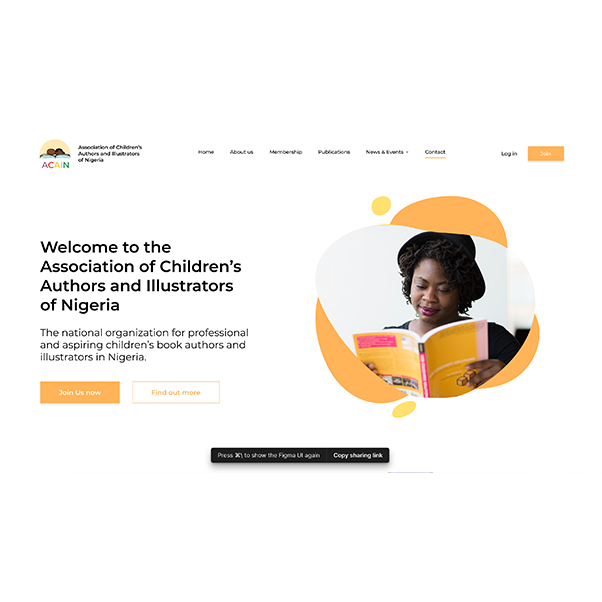 Association of Children's
Authors and Illustrators
of Nigeria
ACAIN
Home
About us
Membership
Publications
News & Events
Contact
Log in
Join
Welcome to the
Association of Children's
Authors and Illustrators
of Nigeria
The national organization for professional
and aspiring children's book authors and
illustrators in Nigeria.
Join Us now
Find out more
Press ⌘\ to show the Figma UI again
Copy sharing link